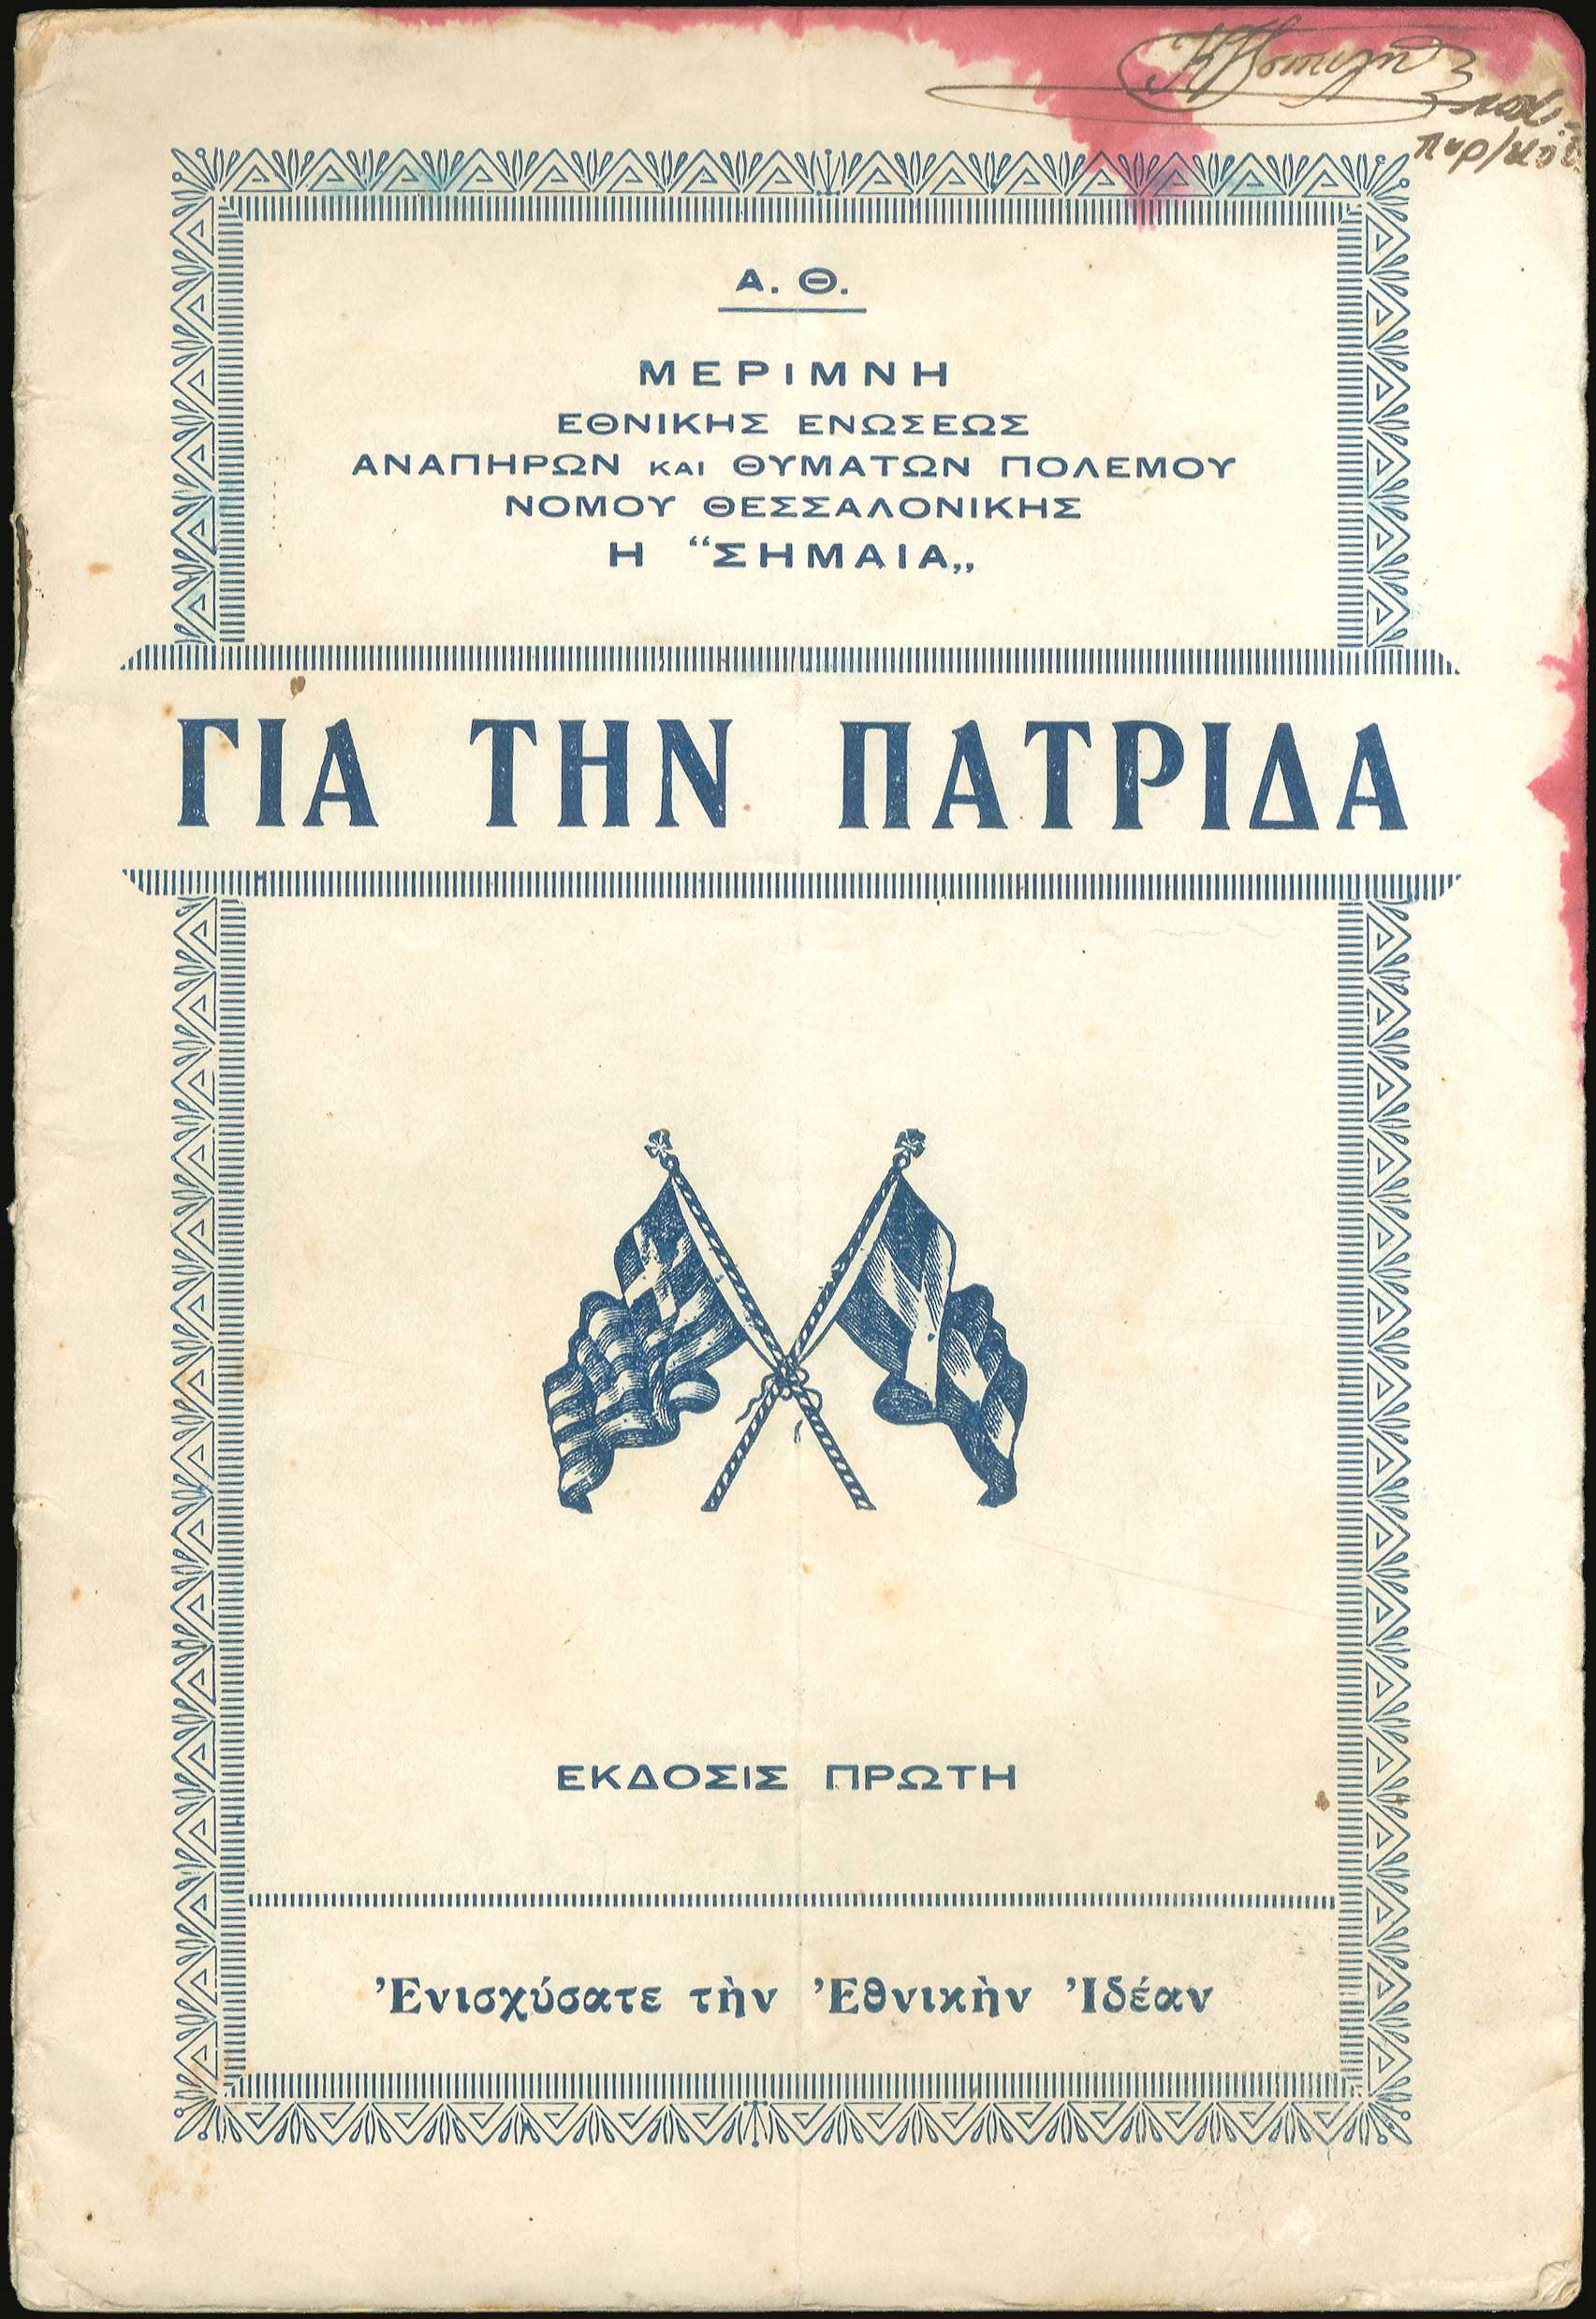 Α. Θ.
ΜΕΡΙΜΝΗ
ΕΘΝΙΚΗΣ ΕΝΩΣΕΩΣ
ΑΝΑΠΗΡΩΝ ΚΑΙ ΘΥΜΑΤΩΝ ΠΟΛΕΜΟΥ
ΝΟΜΟΥ ΘΕΣΣΑΛΟΝΙΚΗΣ
Η “ΣΗΜΑΙΑ„
ΓΙΑ ΤΗΝ ΠΑΤΡΙΔΑ
ΕΚΔΟΣΙΣ ΠΡΩΤΗ
Ἐνισχύσατε τὴν Ἐθνικὴν Ἰδέαν